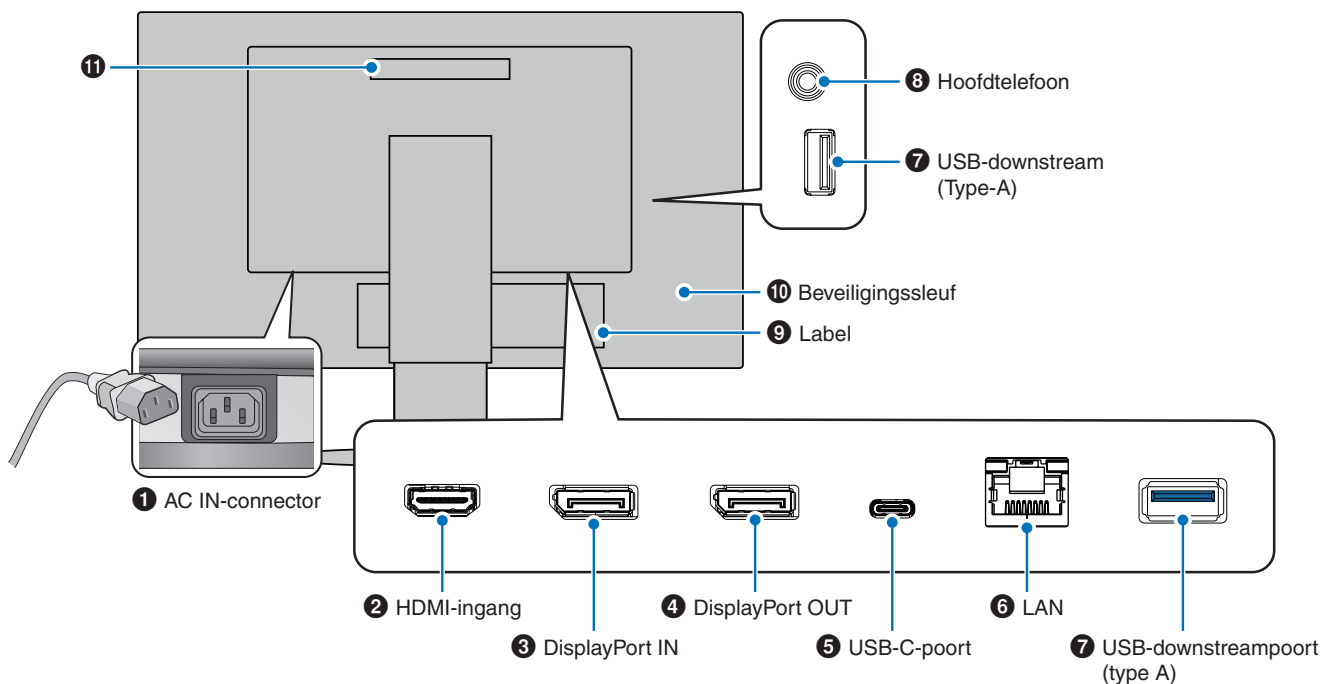 ⓫
❽ Hoofdtelefoon
❼ USB-downstream
(Type-A)
❿ Beveiligingssleuf
❾ Label
❶ AC IN-connector
❷ HDMI-ingang
❹ DisplayPort OUT
❻ LAN
❸ DisplayPort IN
❺ USB-C-poort
❼ USB-downstreampoort
(type A)